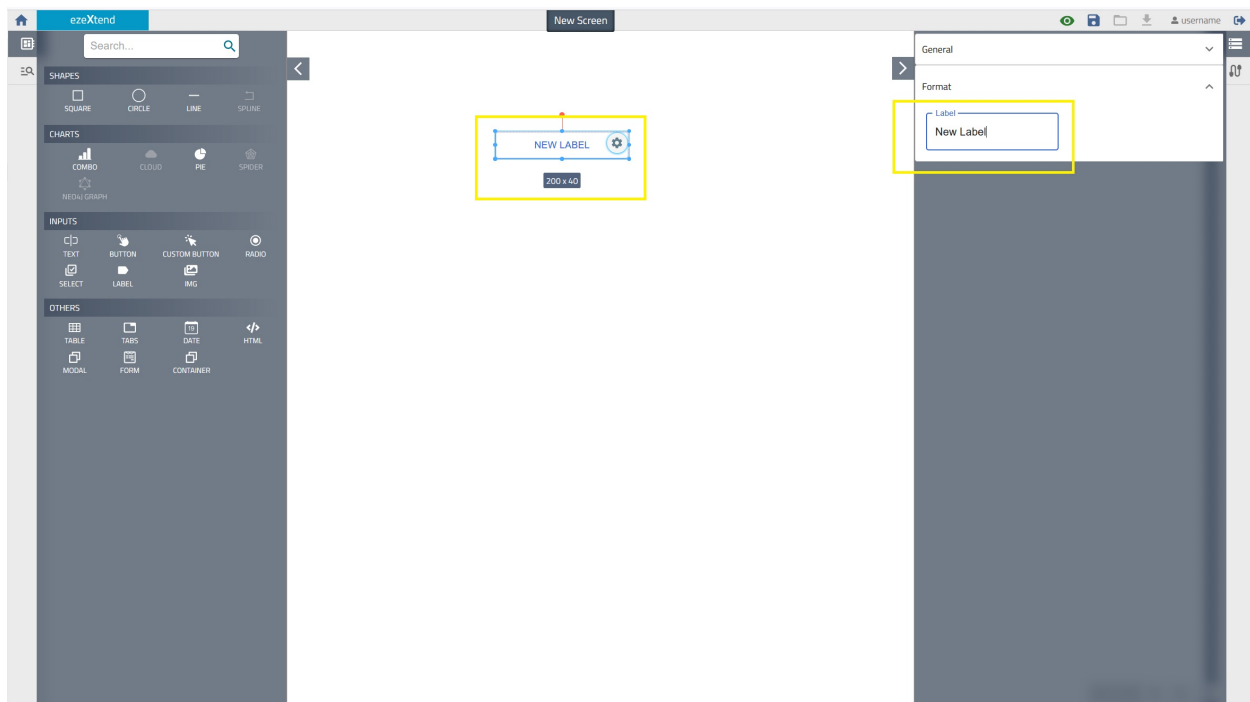 ezeXtend
New Screen
username
Search...
SHAPES
SQUARE
CIRCLE
LINE
SPLINE
CHARTS
COMBO
CLOUD
PIE
SPIDER
NEO4J GRAPH
INPUTS
TEXT
BUTTON
CUSTOM BUTTON
RADIO
SELECT
LABEL
IMG
OTHERS
TABLE
TABS
19
DATE
HTML
MODAL
FORM
CONTAINER
NEW LABEL
200 x 40
General
Format
Label
New Label